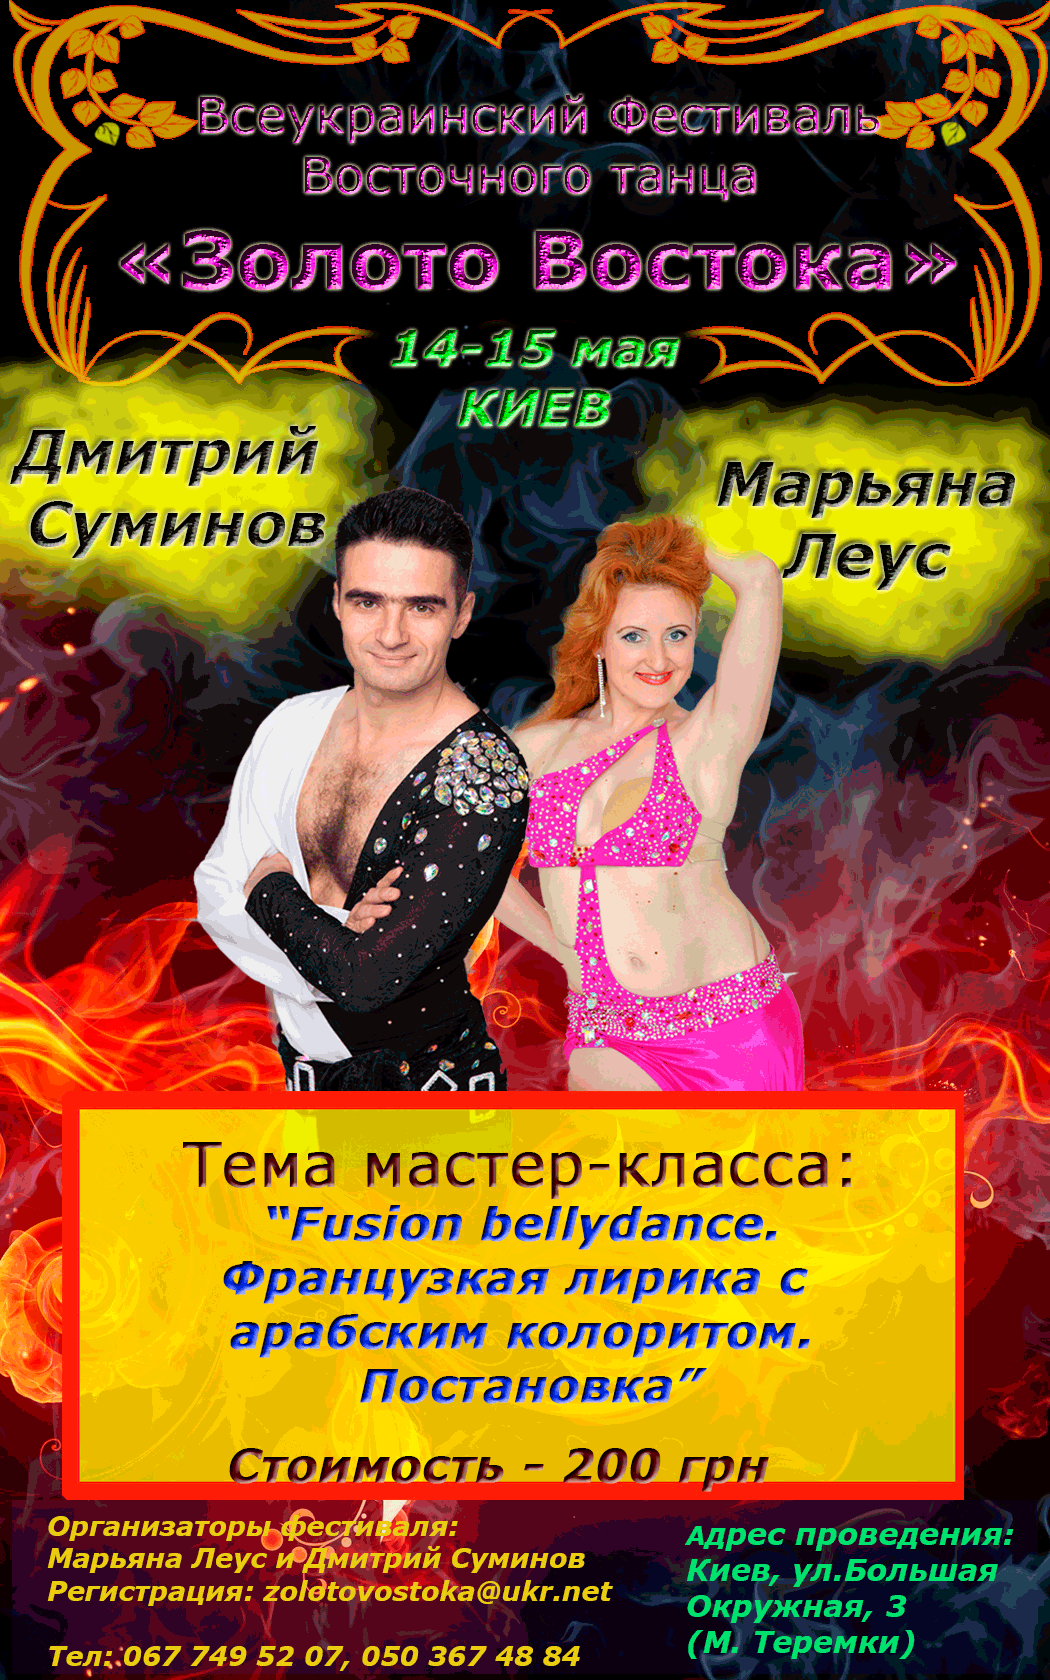 Всеукраинский Фестиваль
Восточного танца
«Золото Востока»
14-15 мая
КИЕВ
Дмитрий
Суминов
Марьяна
Леус
Тема мастер-класса:
“Fusion bellydance.
Французкая лирика с
арабским колоритом.
Постановка”
Стоимость - 200 грн
Организаторы фестиваля:
Марьяна Леус и Дмитрий Суминов
Регистрация: zolotovostoka@ukr.net
Тел: 067 749 52 07, 050 367 48 84
Адрес проведения:
Киев, ул.Большая
Окружная, 3
(М. Теремки)